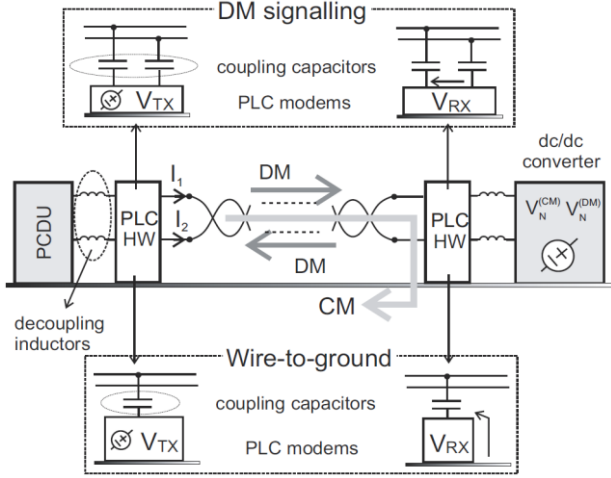 DM signalling
coupling capacitors
V_TX
PLC modems
V_RX
dc/dc
converter
I_1
DM
PCDU
PLC
HW
I_2
PLC
HW
V_N^(CM) V_N^(DM)
DM
CM
decoupling
inductors
Wire-to-ground
coupling capacitors
V_TX
PLC modems
V_RX